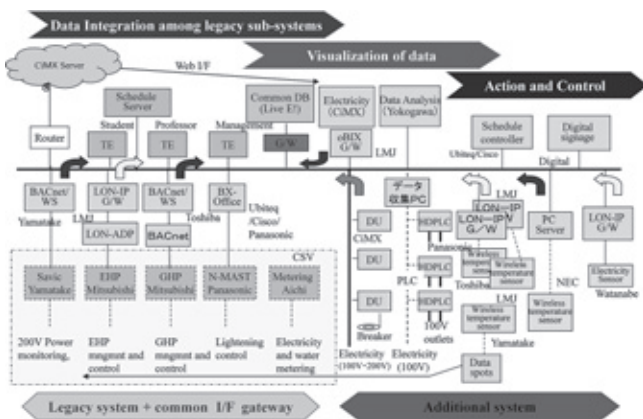 Data Integration among legacy sub-systems
Visualization of data
Action and Control
CiMX Server
Web I/F
Router
Schedule
Server
Student
Professor
Management
TE
TE
TE
Common DB
(Live E!)
G/W
Electricity
(CiMX)
oBIX
G/W
LMJ
Data Analysis
(Yokogawa)
Schedule
controller
Ubiteq/Cisco
Digital
signage
Digital
BACnet/
WS
Yamatake
LON-IP
G/W
LMJ
LON-ADP
BACnet/
WS
Toshiba
BACnet
BX-
Office
Ubiteq
/Cisco/
Panasonic
CSV
Savic
Yamatake
EHP
Mitsubishi
GHP
Mitsubishi
N-MAST
Panasonic
Metering
Aichi
200V Power
monitoring,
EHP
mngmnt and
control
GHP
mngmnt and
control
Lightening
control
Electricity
and water
metering
DU
CiMX
DU
DU
Breaker
Electricity
(100V~200V)
データ
収集PC
HDPLC
Panasonic
HDPLC
PLC
HDPLC
100V
outlets
Electricity
(100V)
LMJ
LON-IP
LON-IP
G/W
G/W
Wireless
temperature
sensor
Toshiba
Wireless
temperature
sensor
LMJ
Wireless
temperature
sensor
Yamatake
Data
spots
PC
Server
NEC
Wireless
temperature
sensor
LON-IP
G/W
Electricity
Sensor
Watanabe
Legacy system + common I/F gateway
Additional system